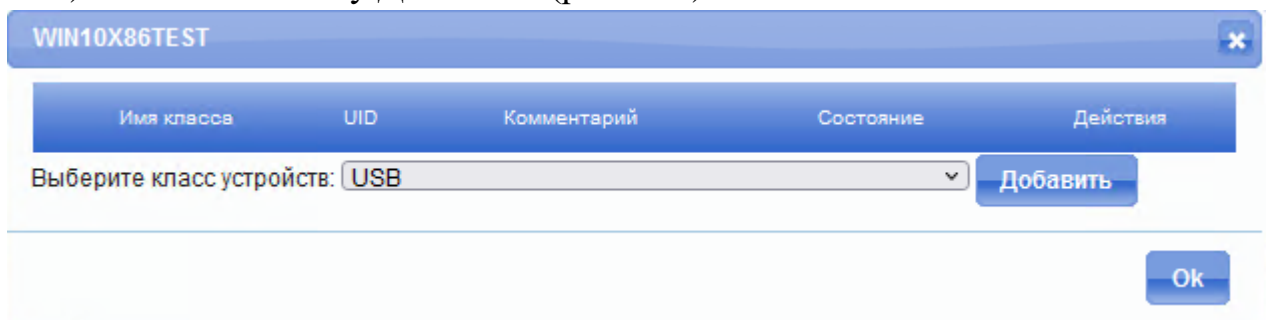 WIN10X86TEST
Имя класса UID Комментарий Состояние Действия
Выберите класс устройств: USB Добавить
Ok